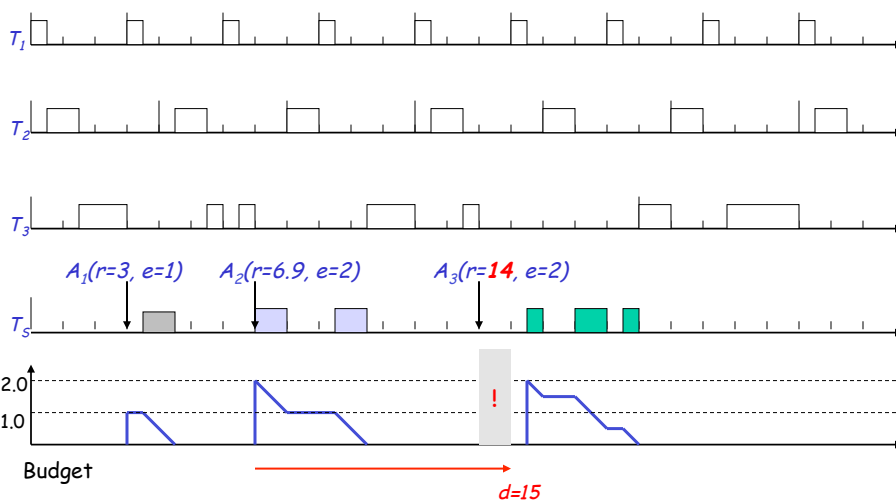 T1
T2
T3
A1(r=3, e=1) A2(r=6.9, e=2) A3(r=14, e=2)
Ts
2.0
!
1.0
Budget
d=15